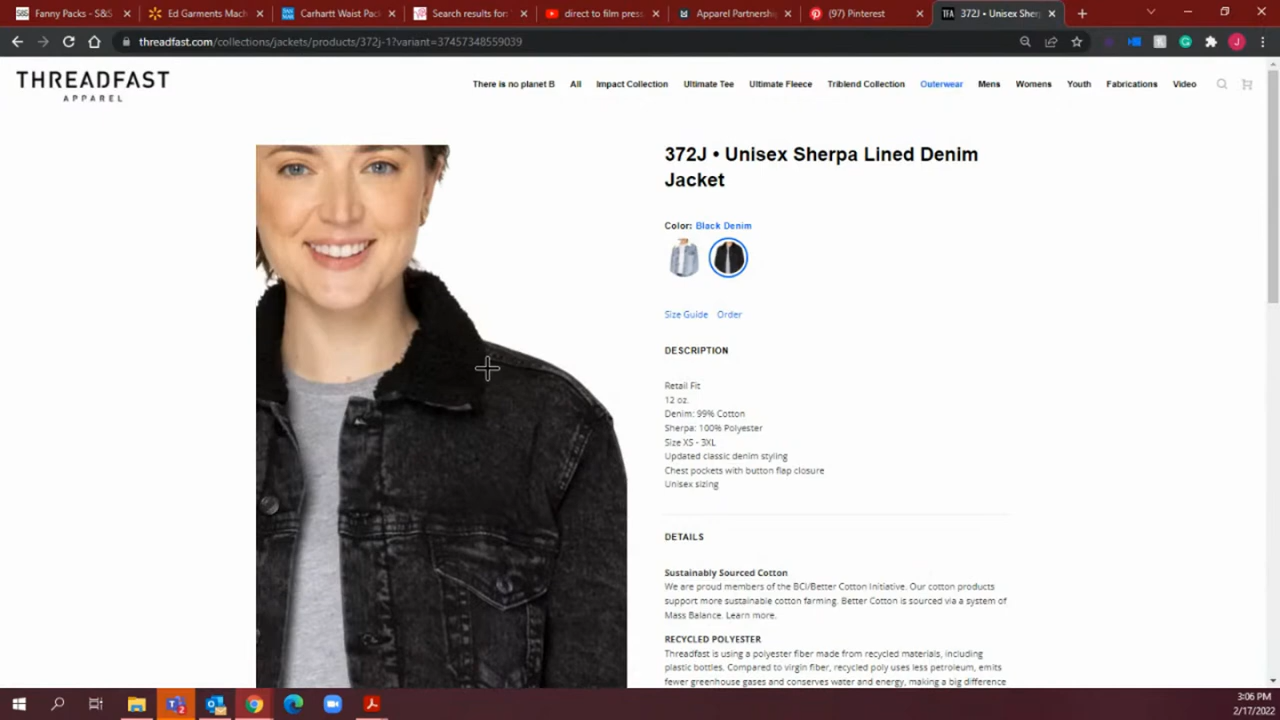 Fanny Packs - S&S
Ed Garments Mach
Carhartt Waist Pac
Search results for:
direct to film press
Apparel Partnership
(97) Pinterest
372J • Unisex Sher
threadfast.com/collections/jackets/products/372j-1?variant=37457348559039
THREADFAST
APPAREL
There is no planet B
All
Impact Collection
Ultimate Tee
Ultimate Fleece
Triblend Collection
Outerwear
Mens
Womens
Youth
Fabrications
Video
372J • Unisex Sherpa Lined Denim
Jacket
Color: Black Denim
Size Guide
Order
DESCRIPTION
Retail Fit
12 oz.
Denim: 99% Cotton
Sherpa: 100% Polyester
Size XS - 3XL
Updated classic denim styling
Chest pockets with button flap closure
Unisex sizing
DETAILS
Sustainably Sourced Cotton
We are proud members of the BCI/Better Cotton Initiative. Our cotton products
support more sustainable cotton farming. Better Cotton is sourced via a system of
Mass Balance. Learn more.
RECYCLED POLYESTER
Threadfast is using a polyester fiber made from recycled materials, including
plastic bottles. Compared to virgin fiber, recycled poly uses less petroleum, emits
fewer greenhouse gases and conserves water and energy, making a big difference
3:06 PM
2/17/2022